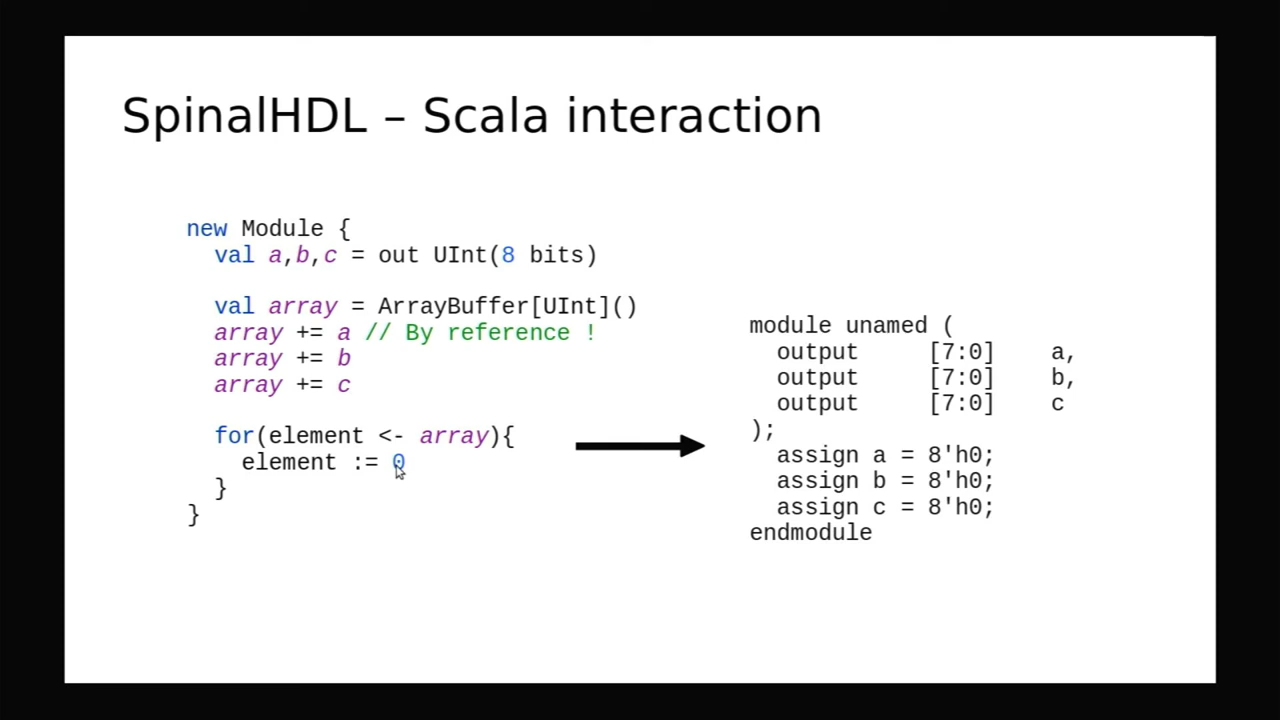 SpinalHDL – Scala interaction
new Module {
val a,b,c = out UInt(8 bits)
val array = ArrayBuffer[UInt]()
array += a // By reference !
array += b
array += c
for(element <- array){
element := 0
}
}
module unamed (
output [7:0] a,
output [7:0] b,
output [7:0] c
);
assign a = 8'h0;
assign b = 8'h0;
assign c = 8'h0;
endmodule